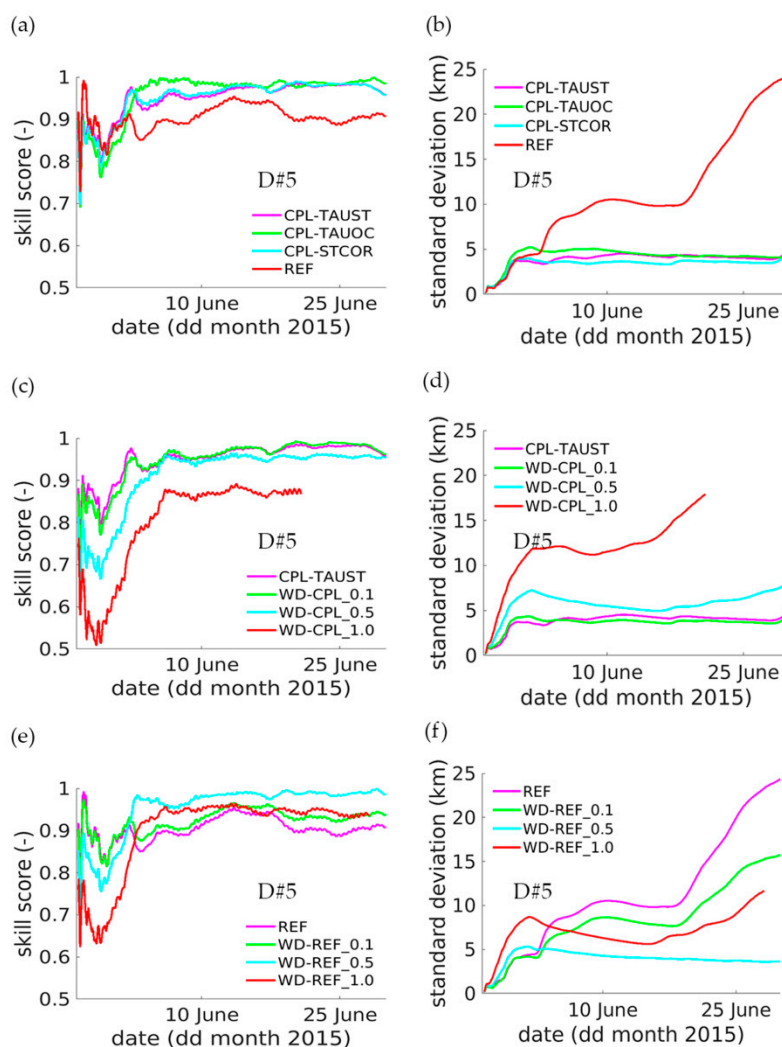 (a)
skill score (-)
1
0.9
0.8
0.7
0.6
0.5
D#5
CPL-TAUST
CPL-TAUOC
CPL-STCOR
REF
10 June
25 June
date (dd month 2015)
(b)
standard deviation (km)
25
20
15
10
5
0
CPL-TAUST
CPL-TAUOC
CPL-STCOR
REF
D#5
10 June
25 June
date (dd month 2015)
(c)
skill score (-)
1
0.9
0.8
0.7
0.6
0.5
D#5
CPL-TAUST
WD-CPL_0.1
WD-CPL_0.5
WD-CPL_1.0
10 June
25 June
date (dd month 2015)
(d)
standard deviation (km)
25
20
15
10
5
0
CPL-TAUST
WD-CPL_0.1
WD-CPL_0.5
WD-CPL_1.0
D#5
10 June
25 June
date (dd month 2015)
(e)
skill score (-)
1
0.9
0.8
0.7
0.6
0.5
D#5
REF
WD-REF_0.1
WD-REF_0.5
WD-REF_1.0
10 June
25 June
date (dd month 2015)
(f)
standard deviation (km)
25
20
15
10
5
0
REF
WD-REF_0.1
WD-REF_0.5
WD-REF_1.0
D#5
10 June
25 June
date (dd month 2015)